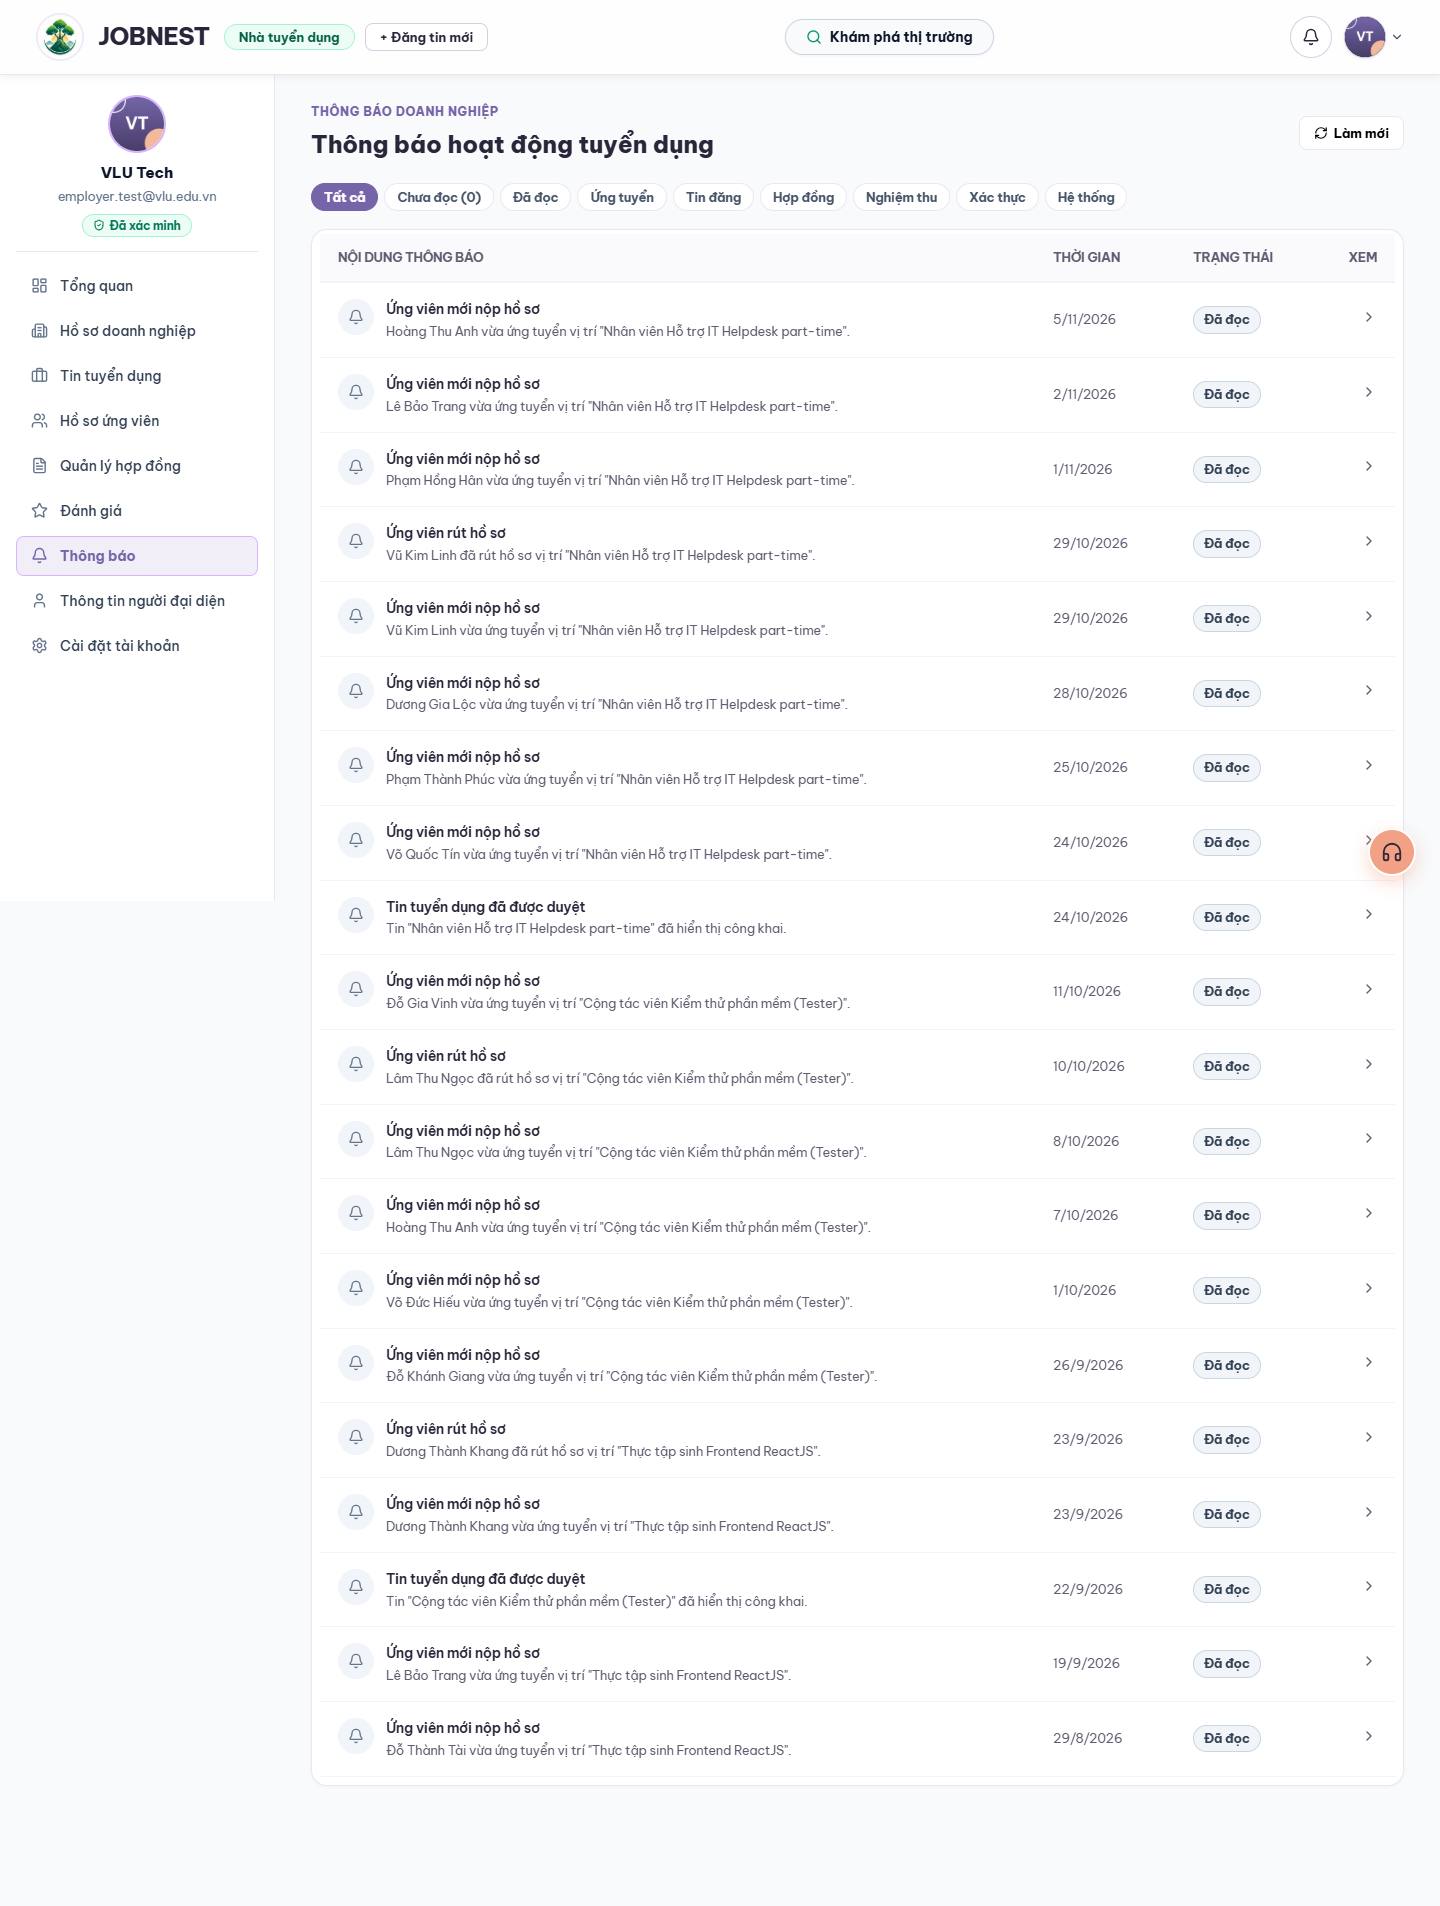 JOBNEST
Nhà tuyển dụng
+ Đăng tin mới
Khám phá thị trường
VT
VT
VLU Tech
employer.test@vlu.edu.vn
Đã xác minh
Tổng quan
Hồ sơ doanh nghiệp
Tin tuyển dụng
Hồ sơ ứng viên
Quản lý hợp đồng
Đánh giá
Thông báo
Thông tin người đại diện
Cài đặt tài khoản
THÔNG BÁO DOANH NGHIỆP
Thông báo hoạt động tuyển dụng
Làm mới
Tất cả
Chưa đọc (0)
Đã đọc
Ứng tuyển
Tin đăng
Hợp đồng
Nghiệm thu
Xác thực
Hệ thống
NỘI DUNG THÔNG BÁO THỜI GIAN TRẠNG THÁI XEM
Ứng viên mới nộp hồ sơ
Hoàng Thu Anh vừa ứng tuyển vị trí "Nhân viên Hỗ trợ IT Helpdesk part-time".
5/11/2026
Đã đọc
Ứng viên mới nộp hồ sơ
Lê Bảo Trang vừa ứng tuyển vị trí "Nhân viên Hỗ trợ IT Helpdesk part-time".
2/11/2026
Đã đọc
Ứng viên mới nộp hồ sơ
Phạm Hồng Hân vừa ứng tuyển vị trí "Nhân viên Hỗ trợ IT Helpdesk part-time".
1/11/2026
Đã đọc
Ứng viên rút hồ sơ
Vũ Kim Linh đã rút hồ sơ vị trí "Nhân viên Hỗ trợ IT Helpdesk part-time".
29/10/2026
Đã đọc
Ứng viên mới nộp hồ sơ
Vũ Kim Linh vừa ứng tuyển vị trí "Nhân viên Hỗ trợ IT Helpdesk part-time".
29/10/2026
Đã đọc
Ứng viên mới nộp hồ sơ
Dương Gia Lộc vừa ứng tuyển vị trí "Nhân viên Hỗ trợ IT Helpdesk part-time".
28/10/2026
Đã đọc
Ứng viên mới nộp hồ sơ
Phạm Thành Phúc vừa ứng tuyển vị trí "Nhân viên Hỗ trợ IT Helpdesk part-time".
25/10/2026
Đã đọc
Ứng viên mới nộp hồ sơ
Võ Quốc Tín vừa ứng tuyển vị trí "Nhân viên Hỗ trợ IT Helpdesk part-time".
24/10/2026
Đã đọc
Tin tuyển dụng đã được duyệt
Tin "Nhân viên Hỗ trợ IT Helpdesk part-time" đã hiển thị công khai.
24/10/2026
Đã đọc
Ứng viên mới nộp hồ sơ
Đỗ Gia Vinh vừa ứng tuyển vị trí "Cộng tác viên Kiểm thử phần mềm (Tester)".
11/10/2026
Đã đọc
Ứng viên rút hồ sơ
Lâm Thu Ngọc đã rút hồ sơ vị trí "Cộng tác viên Kiểm thử phần mềm (Tester)".
10/10/2026
Đã đọc
Ứng viên mới nộp hồ sơ
Lâm Thu Ngọc vừa ứng tuyển vị trí "Cộng tác viên Kiểm thử phần mềm (Tester)".
8/10/2026
Đã đọc
Ứng viên mới nộp hồ sơ
Hoàng Thu Anh vừa ứng tuyển vị trí "Cộng tác viên Kiểm thử phần mềm (Tester)".
7/10/2026
Đã đọc
Ứng viên mới nộp hồ sơ
Võ Đức Hiếu vừa ứng tuyển vị trí "Cộng tác viên Kiểm thử phần mềm (Tester)".
1/10/2026
Đã đọc
Ứng viên mới nộp hồ sơ
Đỗ Khánh Giang vừa ứng tuyển vị trí "Cộng tác viên Kiểm thử phần mềm (Tester)".
26/9/2026
Đã đọc
Ứng viên rút hồ sơ
Dương Thành Khang đã rút hồ sơ vị trí "Thực tập sinh Frontend ReactJS".
23/9/2026
Đã đọc
Ứng viên mới nộp hồ sơ
Dương Thành Khang vừa ứng tuyển vị trí "Thực tập sinh Frontend ReactJS".
23/9/2026
Đã đọc
Tin tuyển dụng đã được duyệt
Tin "Cộng tác viên Kiểm thử phần mềm (Tester)" đã hiển thị công khai.
22/9/2026
Đã đọc
Ứng viên mới nộp hồ sơ
Lê Bảo Trang vừa ứng tuyển vị trí "Thực tập sinh Frontend ReactJS".
19/9/2026
Đã đọc
Ứng viên mới nộp hồ sơ
Đỗ Thành Tài vừa ứng tuyển vị trí "Thực tập sinh Frontend ReactJS".
29/8/2026
Đã đọc